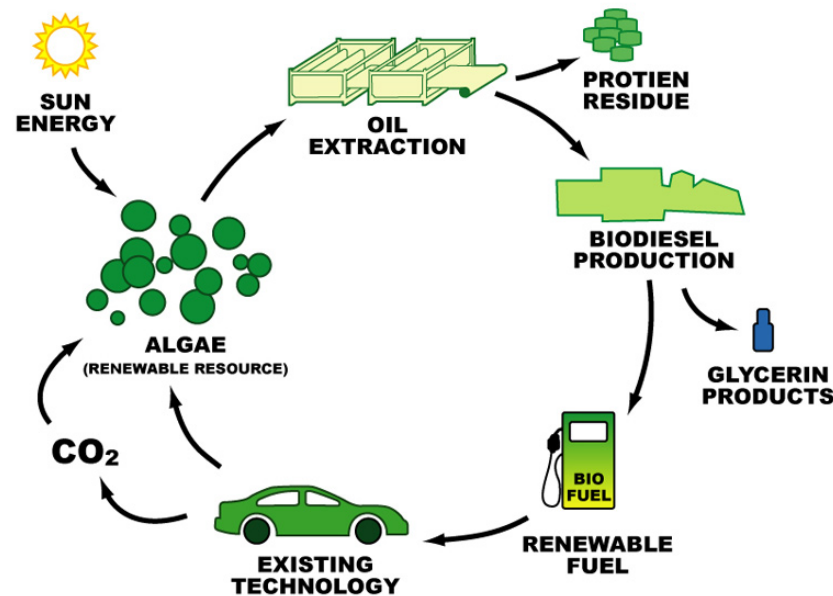 SUN
ENERGY
OIL
EXTRACTION
PROTIEN
RESIDUE
BIODIESEL
PRODUCTION
GLYCERIN
PRODUCTS
BIO
FUEL
RENEWABLE
FUEL
EXISTING
TECHNOLOGY
CO₂
ALGAE
(RENEWABLE RESOURCE)